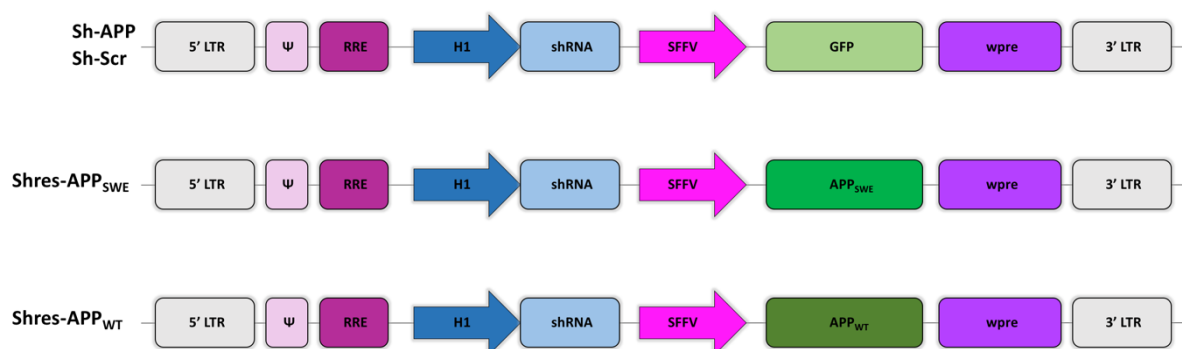 Sh-APP
Sh-Scr
5' LTR Ψ RRE H1 shRNA SFFV GFP wpre 3' LTR
Shres-APPSWE 5' LTR Ψ RRE H1 shRNA SFFV APPSWE wpre 3' LTR
Shres-APPWT 5' LTR Ψ RRE H1 shRNA SFFV APPWT wpre 3' LTR